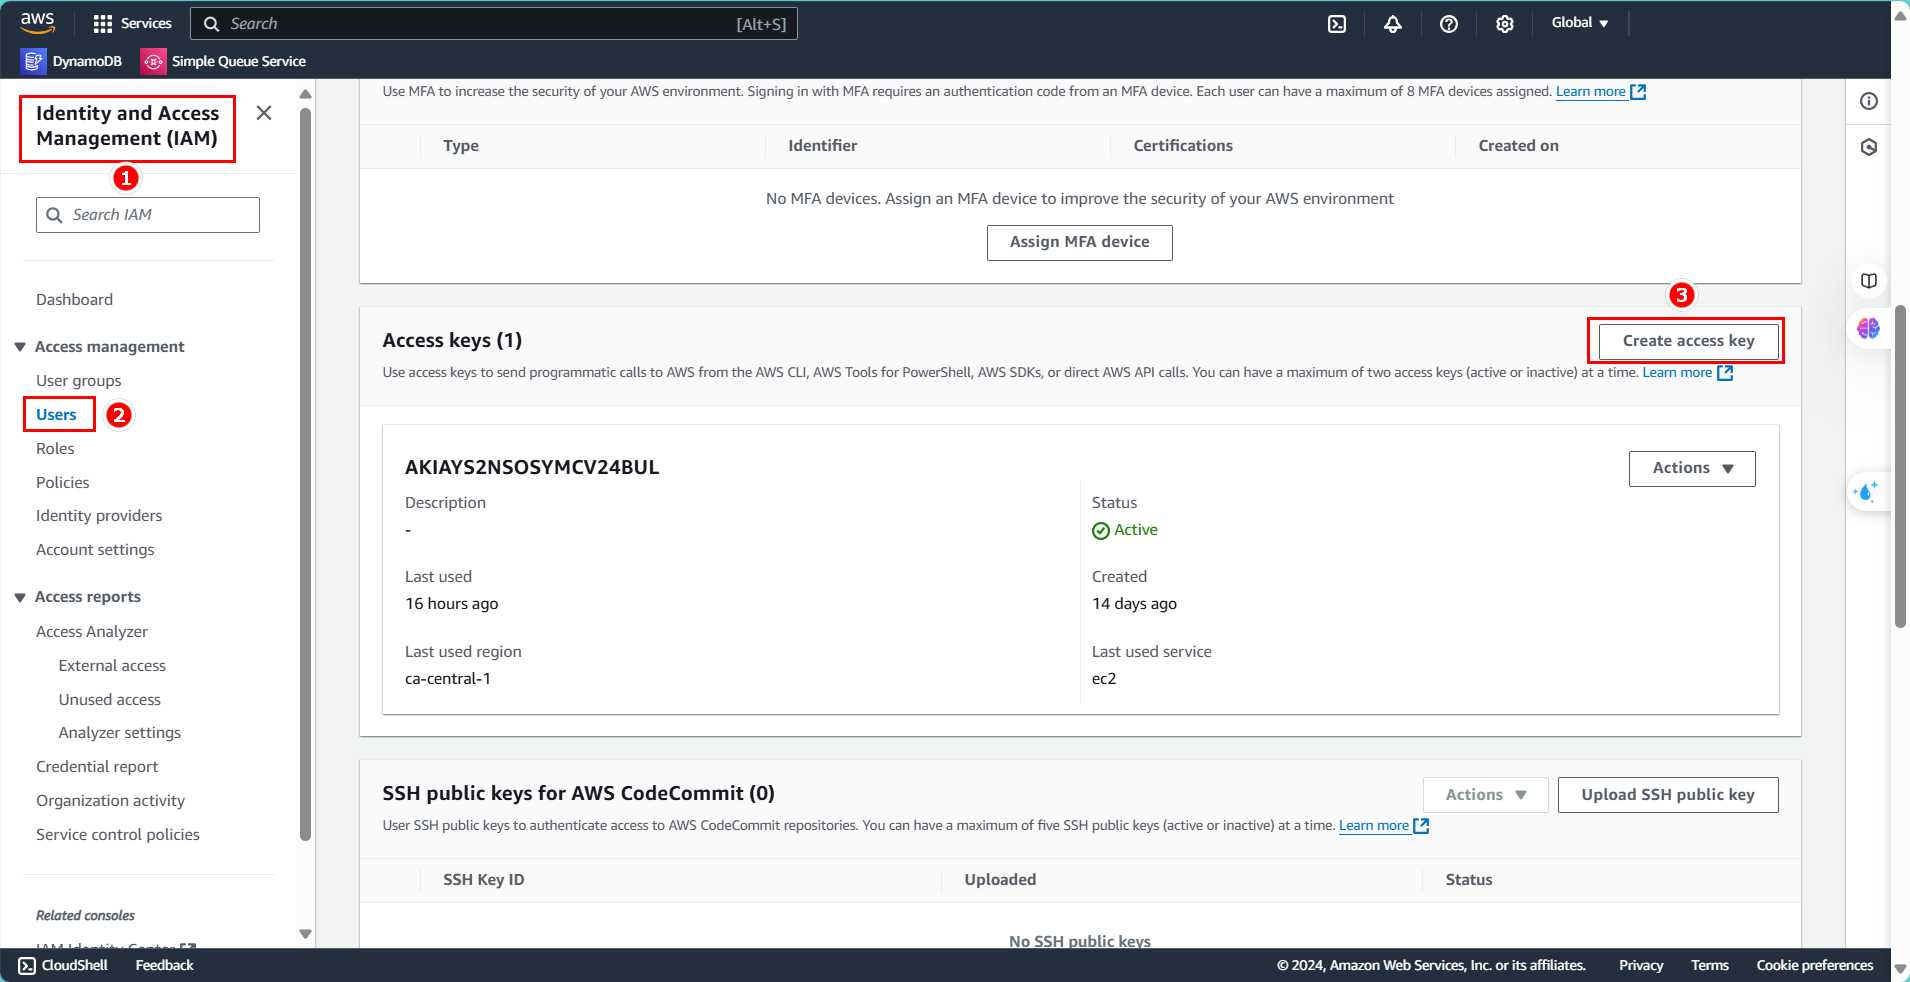 aws
Services
Search
[Alt+S]
Global
DynamoDB
Simple Queue Service
Identity and Access
Management (IAM)
1
Search IAM
Dashboard
Access management
User groups
Users
2
Roles
Policies
Identity providers
Account settings
Access reports
Access Analyzer
External access
Unused access
Analyzer settings
Credential report
Organization activity
Service control policies
Related consoles
IAM Identity Center
Use MFA to increase the security of your AWS environment. Signing in with MFA requires an authentication code from an MFA device. Each user can have a maximum of 8 MFA devices assigned. Learn more
Type
Identifier
Certifications
Created on
No MFA devices. Assign an MFA device to improve the security of your AWS environment
Assign MFA device
3
Access keys (1)
Create access key
Use access keys to send programmatic calls to AWS from the AWS CLI, AWS Tools for PowerShell, AWS SDKs, or direct AWS API calls. You can have a maximum of two access keys (active or inactive) at a time. Learn more
AKIAYS2NSOSYMCV24BUL
Actions
Description
-
Status
Active
Last used
16 hours ago
Created
14 days ago
Last used region
ca-central-1
Last used service
ec2
SSH public keys for AWS CodeCommit (0)
Actions
Upload SSH public key
User SSH public keys to authenticate access to AWS CodeCommit repositories. You can have a maximum of five SSH public keys (active or inactive) at a time. Learn more
SSH Key ID
Uploaded
Status
No SSH public keys
CloudShell
Feedback
© 2024, Amazon Web Services, Inc. or its affiliates.
Privacy
Terms
Cookie preferences